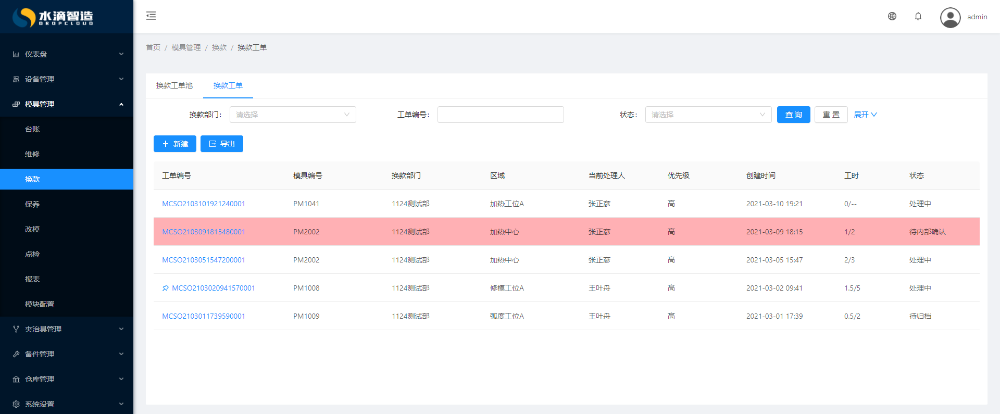 水滴智造
DROPCLOUD
admin
仪表盘
设备管理
模具管理
台账
维修
换款
保养
改模
点检
报表
模块配置
夹治具管理
备件管理
仓库管理
系统设置
首页 / 模具管理 / 换款 / 换款工单
换款工单池 换款工单
换款部门： 请选择 工单编号： 状态： 请选择 查 询 重 置 展开
新建 导出
工单编号 模具编号 换款部门 区域 当前处理人 优先级 创建时间 工时 状态
MCSO2103101921240001 PM1041 1124测试部 加热工位A 张正彦 高 2021-03-10 19:21 0/-- 处理中
MCSO2103091815480001 PM2002 1124测试部 加热中心 张正彦 高 2021-03-09 18:15 1/2 待内部确认
MCSO2103051547200001 PM2002 1124测试部 加热中心 张正彦 高 2021-03-05 15:47 2/3 处理中
MCSO2103020941570001 PM1008 1124测试部 修模工位A 王叶舟 高 2021-03-02 09:41 1.5/5 处理中
MCSO2103011739590001 PM1009 1124测试部 弧度工位A 王叶舟 高 2021-03-01 17:39 0.5/2 待归档